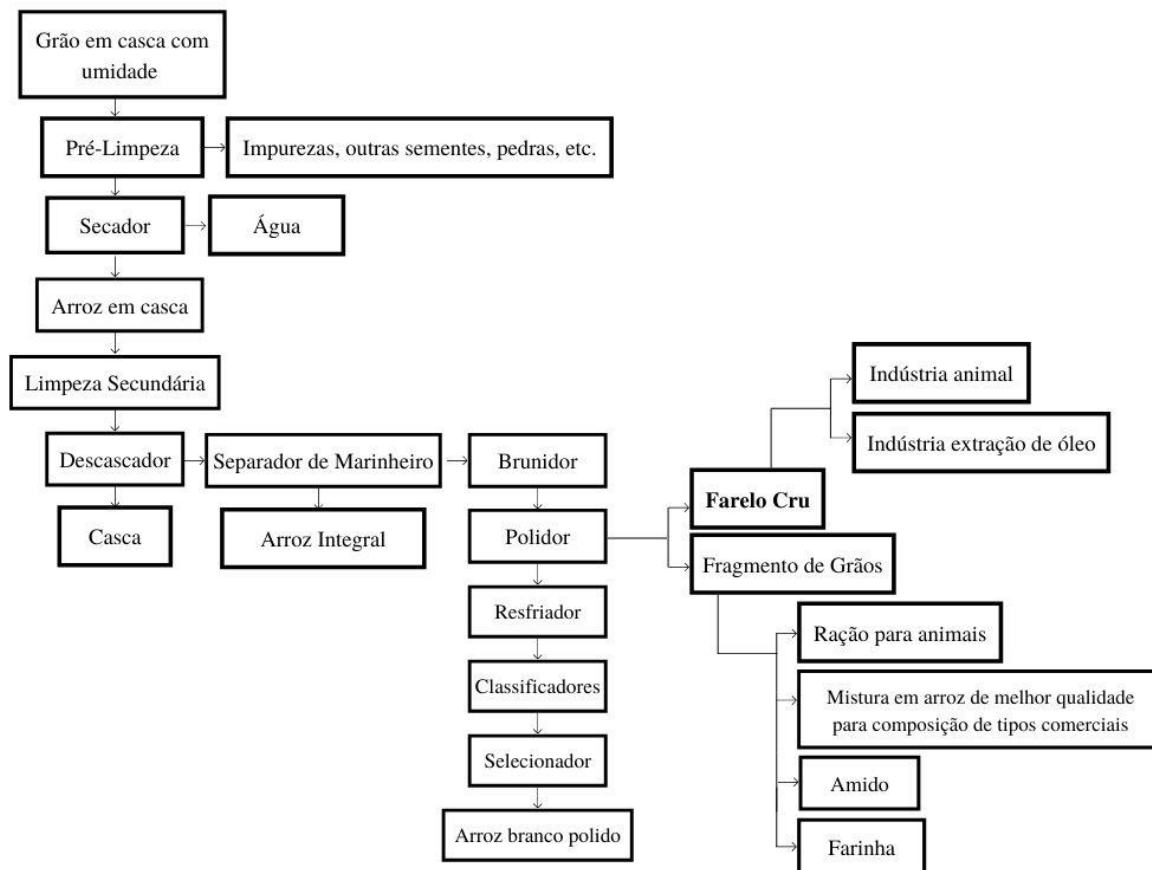 Grão em casca com
umidade
Pré-Limpeza
Impurezas, outras sementes, pedras, etc.
Secador
Água
Arroz em casca
Limpeza Secundária
Descascador
Separador de Marinheiro
Brunidor
Casca
Arroz Integral
Polidor
Resfriador
Classificadores
Selecionador
Arroz branco polido
Farelo Cru
Indústria animal
Indústria extração de óleo
Fragmento de Grãos
Ração para animais
Mistura em arroz de melhor qualidade
para composição de tipos comerciais
Amido
Farinha